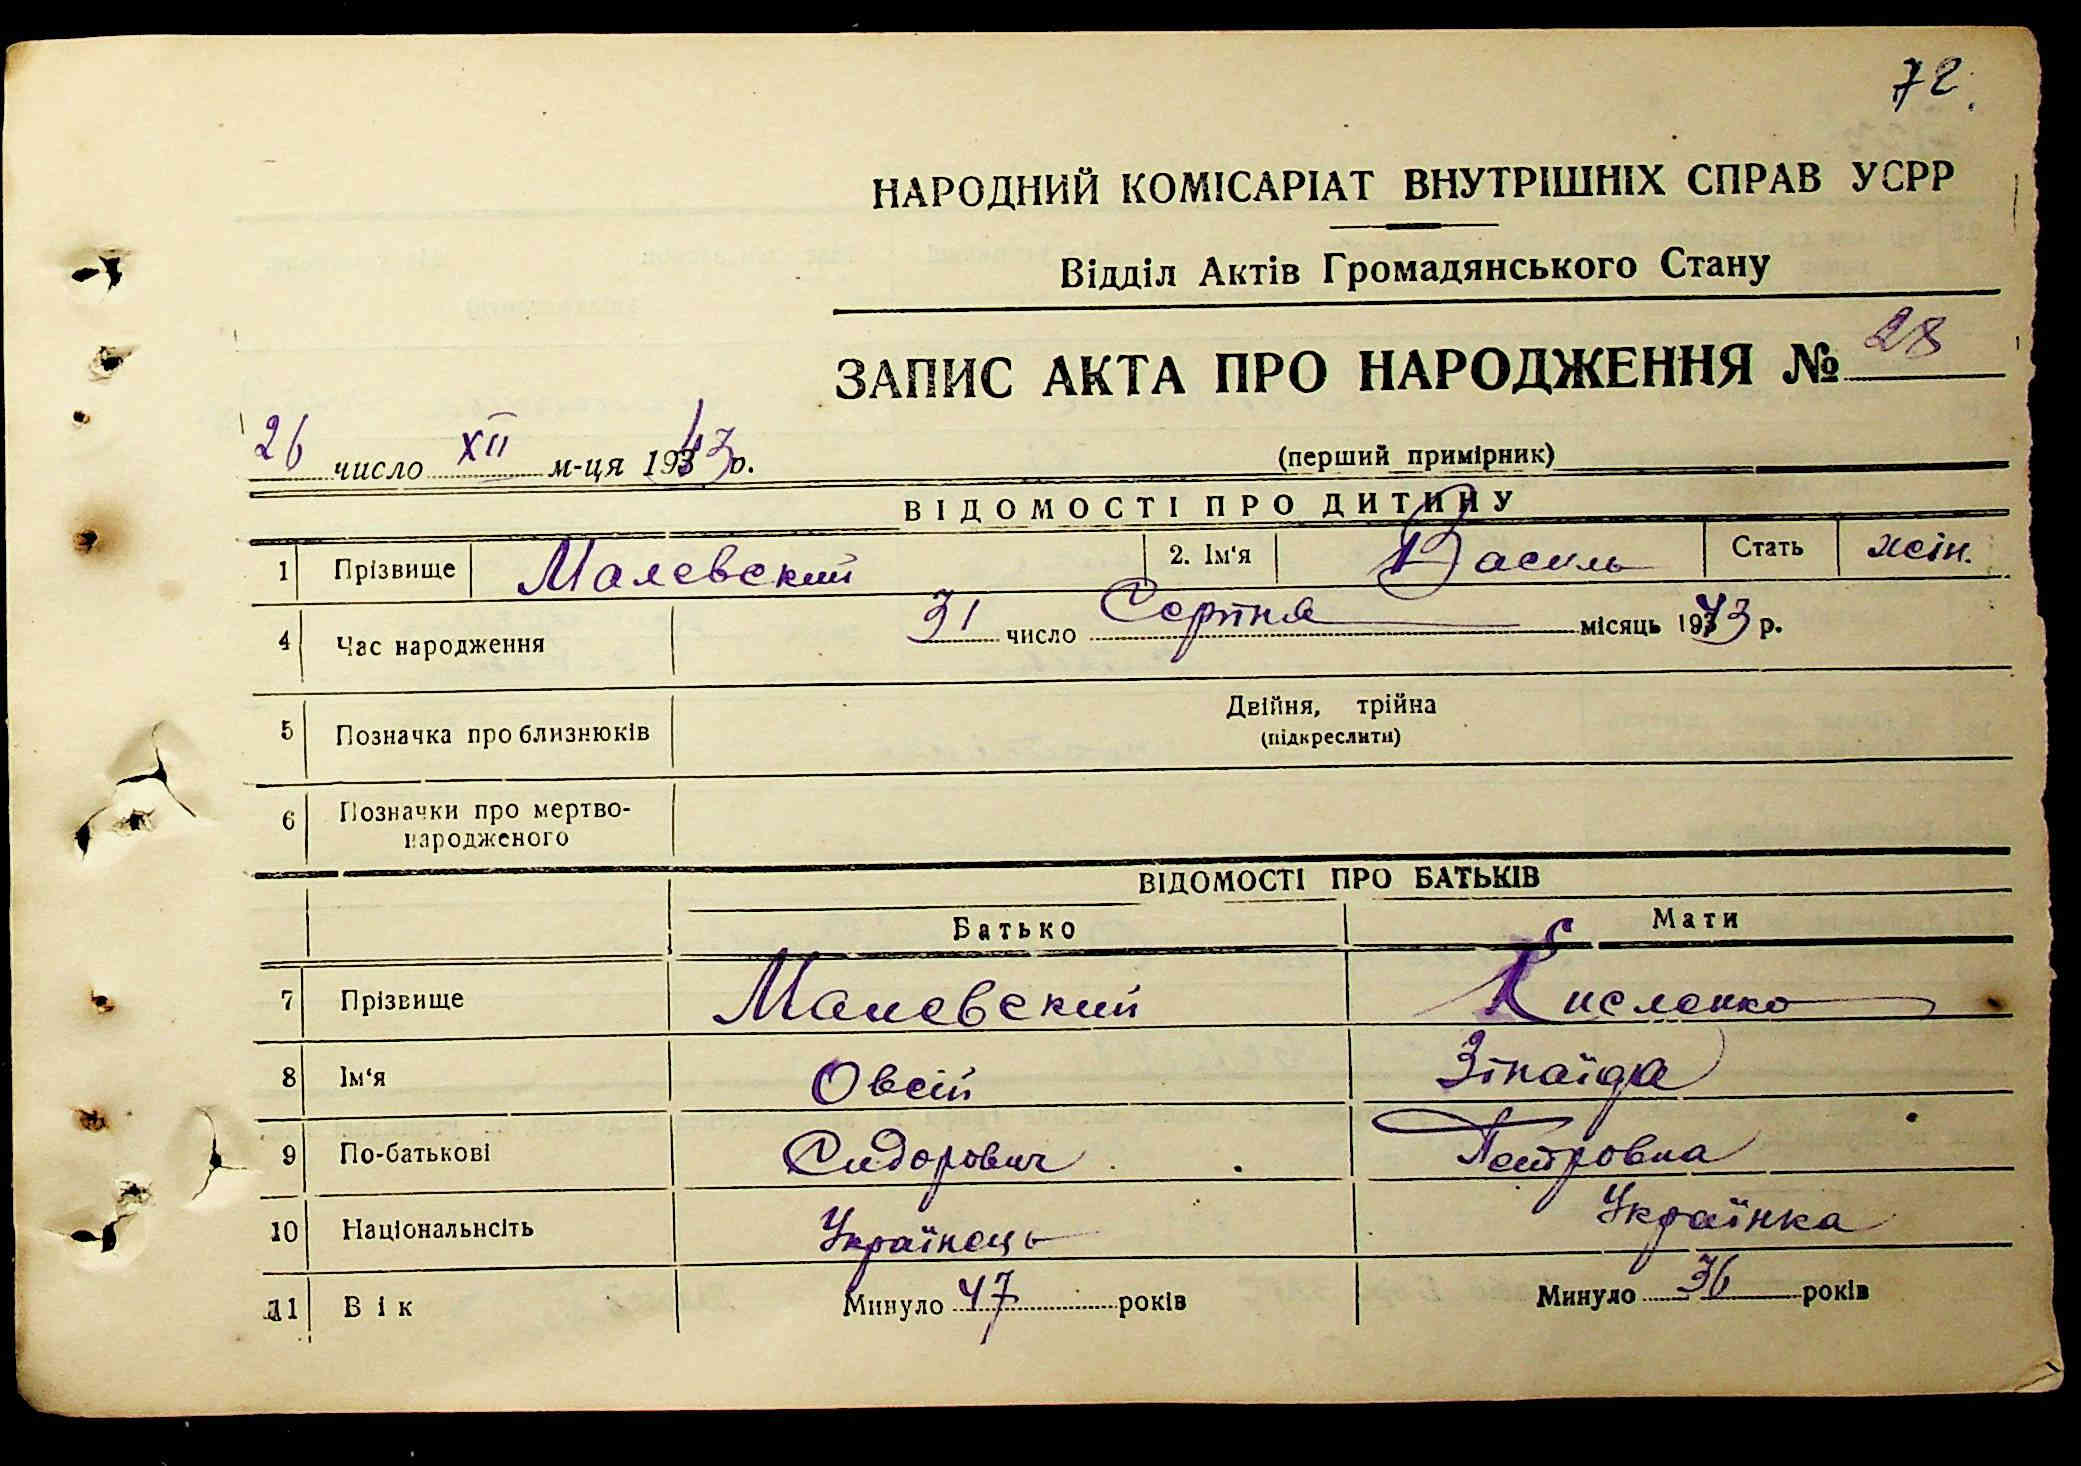 72.
НАРОДНИЙ КОМІСАРІАТ ВНУТРІШНІХ СПРАВ УСРР
Відділ Актів Громадянського Стану
ЗАПИС АКТА ПРО НАРОДЖЕННЯ № 28
26 число XII м-ця 1943 р.
(перший примірник)
ВІДОМОСТІ ПРО ДИТИНУ
1 Прізвище Малевский 2. Ім'я Василь Стать жін.
4 Час народження 31 число Серпня місяць 1943 р.
5 Позначка про близнюків Двійня, трійна
(підкреслити)
6 Позначки про мертво-
народженого
ВІДОМОСТІ ПРО БАТЬКІВ
Батько Мати
7 Прізвище Малевский Кисленко
8 Ім'я Овсій Зінаїда
9 По-батькові Сидорович Петровна
10 Національнсіть Українець Українка
11 Вік Минуло 47 років Минуло 36 років